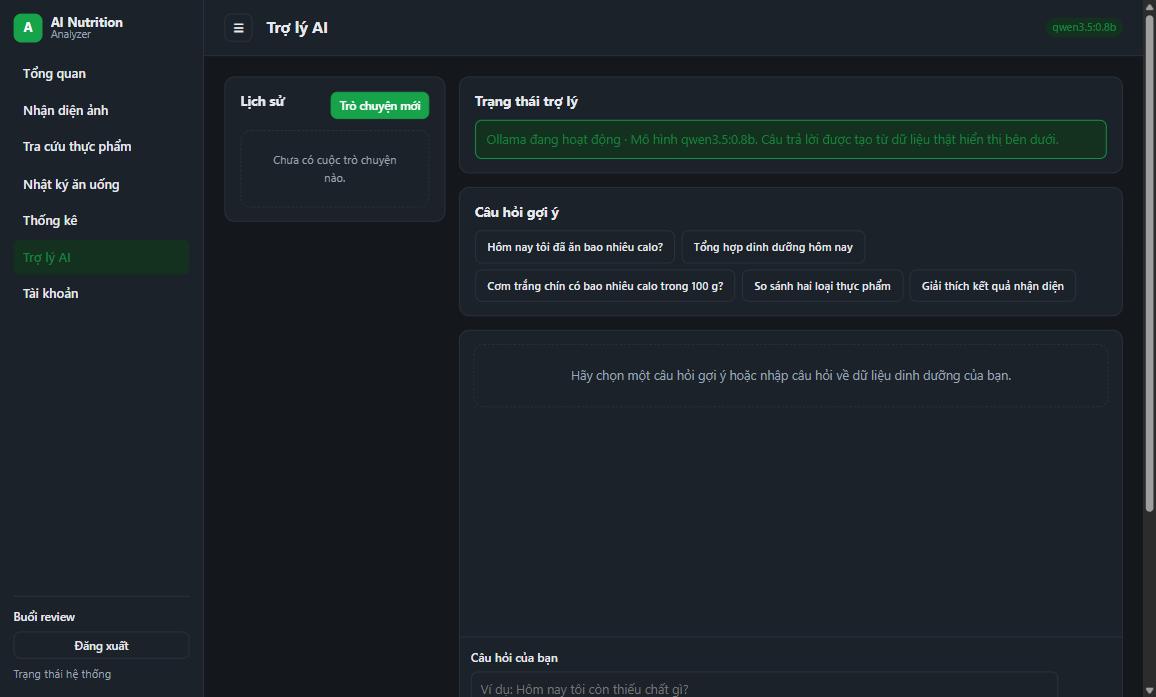 A
AI Nutrition
Analyzer
Tổng quan
Nhận diện ảnh
Tra cứu thực phẩm
Nhật ký ăn uống
Thống kê
Trợ lý AI
Tài khoản
Buổi review
Đăng xuất
Trạng thái hệ thống
☰ Trợ lý AI
qwen3.5:0.8b
Lịch sử
Trò chuyện mới
Chưa có cuộc trò chuyện
nào.
Trạng thái trợ lý
Ollama đang hoạt động · Mô hình qwen3.5:0.8b. Câu trả lời được tạo từ dữ liệu thật hiển thị bên dưới.
Câu hỏi gợi ý
Hôm nay tôi đã ăn bao nhiêu calo?
Tổng hợp dinh dưỡng hôm nay
Cơm trắng chín có bao nhiêu calo trong 100 g?
So sánh hai loại thực phẩm
Giải thích kết quả nhận diện
Hãy chọn một câu hỏi gợi ý hoặc nhập câu hỏi về dữ liệu dinh dưỡng của bạn.
Câu hỏi của bạn
Ví dụ: Hôm nay tôi còn thiếu chất gì?